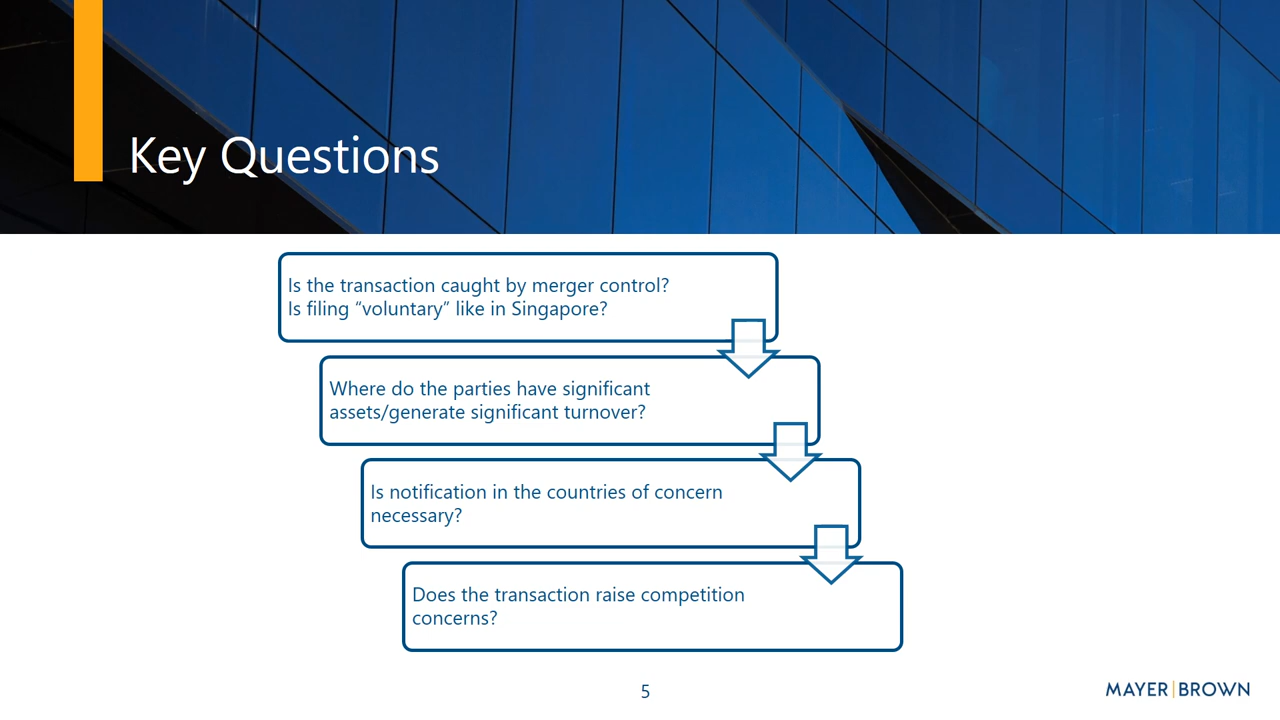 Key Questions
Is the transaction caught by merger control?
Is filing “voluntary” like in Singapore?
Where do the parties have significant
assets/generate significant turnover?
Is notification in the countries of concern
necessary?
Does the transaction raise competition
concerns?
5
MAYER|BROWN